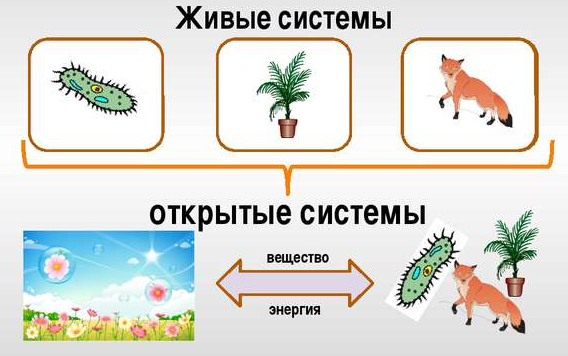 Живые системы
открытые системы
вещество
энергия